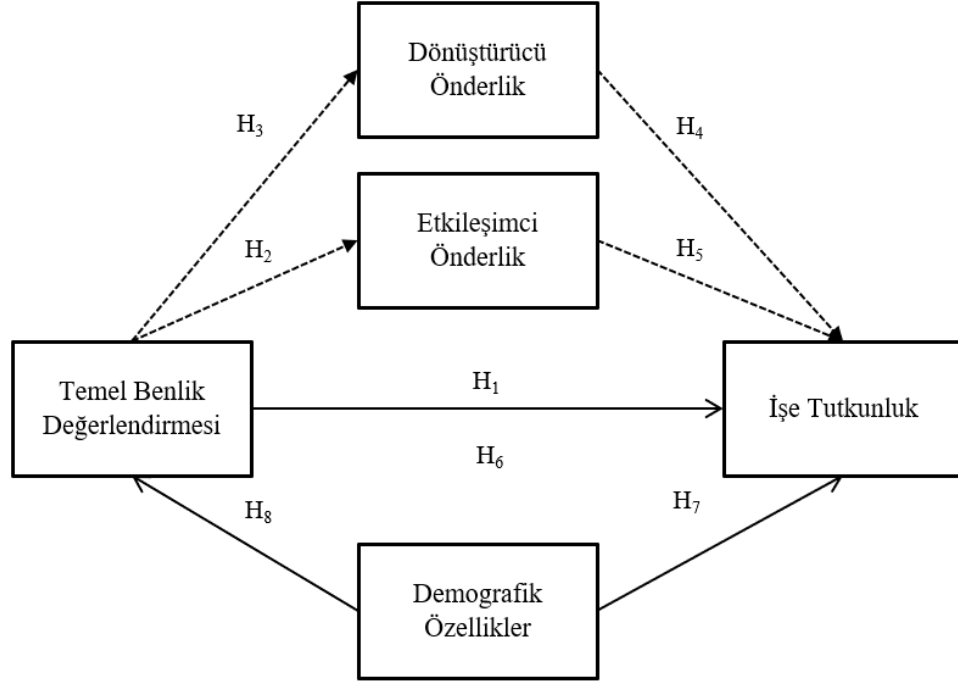 Dönüştürücü
Önderlik
H₃
H₄
Etkileşimci
Önderlik
H₂
H₅
Temel Benlik
Değerlendirmesi
H₁
İşe Tutkunluk
H₆
H₈
H₇
Demografik
Özellikler